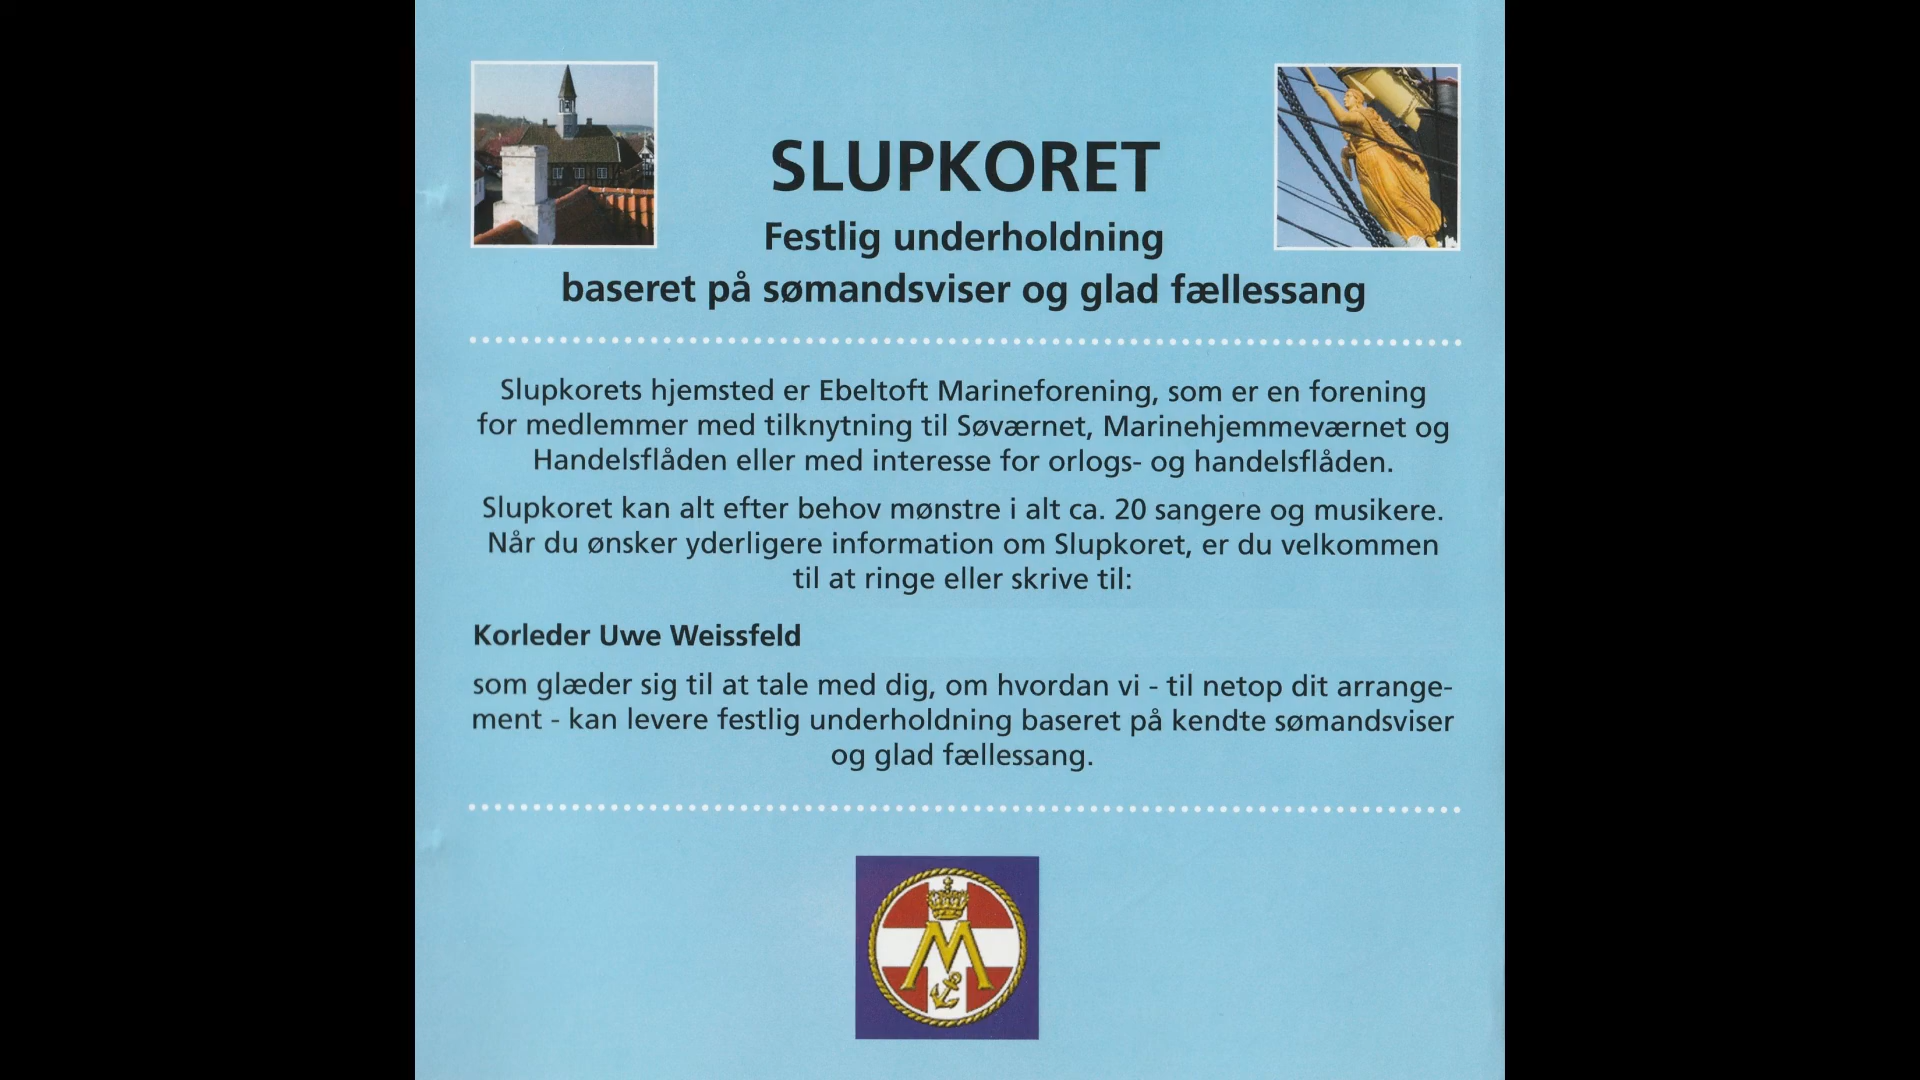 SLUPKORET
Festlig underholdning
baseret på sømandsviser og glad fællessang
Slupkorets hjemsted er Ebeltoft Marineforening, som er en forening
for medlemmer med tilknytning til Søværnet, Marinehjemmeværnet og
Handelsflåden eller med interesse for orlogs- og handelsflåden.
Slupkoret kan alt efter behov mønstre i alt ca. 20 sangere og musikere.
Når du ønsker yderligere information om Slupkoret, er du velkommen
til at ringe eller skrive til:
Korleder Uwe Weissfeld
som glæder sig til at tale med dig, om hvordan vi - til netop dit arrange-
ment - kan levere festlig underholdning baseret på kendte sømandsviser
og glad fællessang.
M